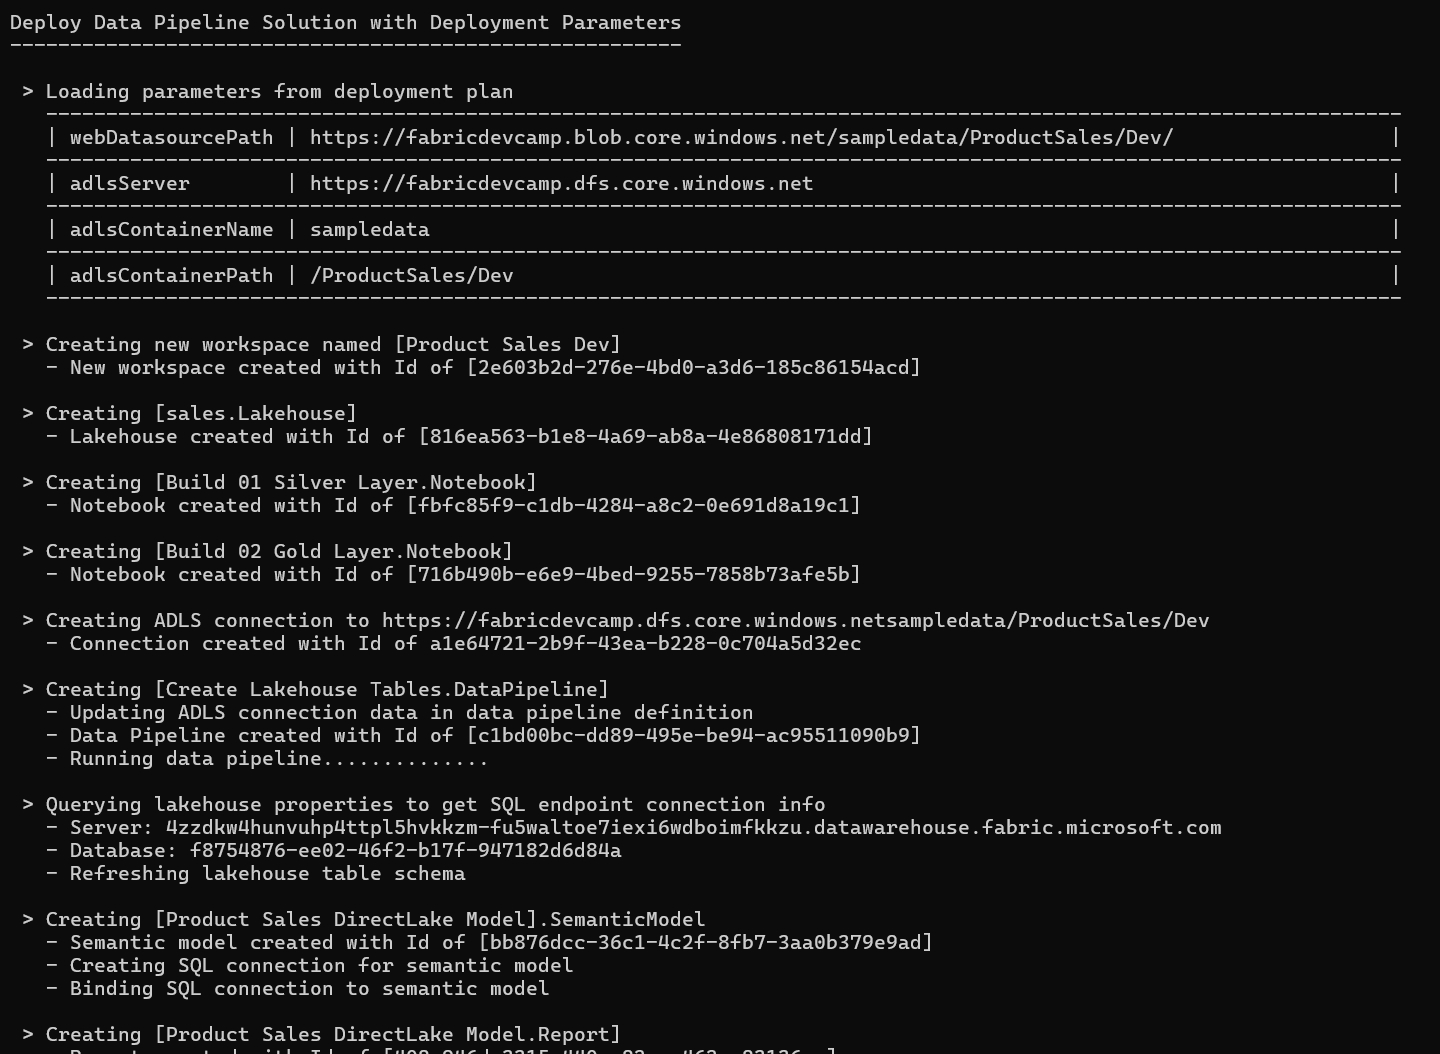 Deploy Data Pipeline Solution with Deployment Parameters
--------------------------------------------------------
> Loading parameters from deployment plan
| webDatasourcePath | https://fabricdevcamp.blob.core.windows.net/sampledata/ProductSales/Dev/ |
| adlsServer | https://fabricdevcamp.dfs.core.windows.net |
| adlsContainerName | sampledata |
| adlsContainerPath | /ProductSales/Dev |
> Creating new workspace named [Product Sales Dev]
- New workspace created with Id of [2e603b2d-276e-4bd0-a3d6-185c86154acd]
> Creating [sales.Lakehouse]
- Lakehouse created with Id of [816ea563-b1e8-4a69-ab8a-4e86808171dd]
> Creating [Build 01 Silver Layer.Notebook]
- Notebook created with Id of [fbfc85f9-c1db-4284-a8c2-0e691d8a19c1]
> Creating [Build 02 Gold Layer.Notebook]
- Notebook created with Id of [716b490b-e6e9-4bed-9255-7858b73afe5b]
> Creating ADLS connection to https://fabricdevcamp.dfs.core.windows.netsampledata/ProductSales/Dev
- Connection created with Id of a1e64721-2b9f-43ea-b228-0c704a5d32ec
> Creating [Create Lakehouse Tables.DataPipeline]
- Updating ADLS connection data in data pipeline definition
- Data Pipeline created with Id of [c1bd00bc-dd89-495e-be94-ac95511090b9]
- Running data pipeline..............
> Querying lakehouse properties to get SQL endpoint connection info
- Server: 4zzdkw4hunvuhp4ttpl5hvkkzm-fu5waltoe7iexi6wdboimfkkzu.datawarehouse.fabric.microsoft.com
- Database: f8754876-ee02-46f2-b17f-947182d6d84a
- Refreshing lakehouse table schema
> Creating [Product Sales DirectLake Model].SemanticModel
- Semantic model created with Id of [bb876dcc-36c1-4c2f-8fb7-3aa0b379e9ad]
- Creating SQL connection for semantic model
- Binding SQL connection to semantic model
> Creating [Product Sales DirectLake Model.Report]
- Report created with Id of